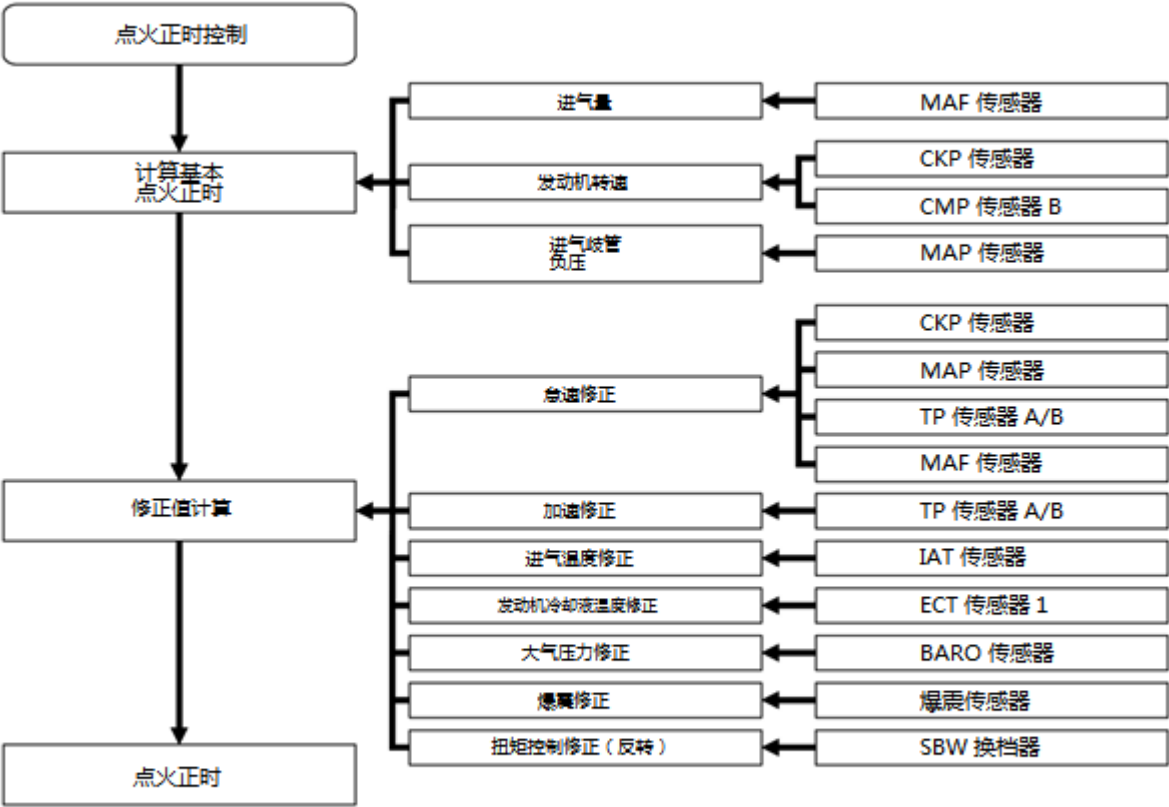 点火正时控制
进气量
MAF 传感器
计算基本
点火正时
发动机转速
CKP 传感器
CMP 传感器 B
进气岐管
负压
MAP 传感器
怠速修正
CKP 传感器
MAP 传感器
TP 传感器 A/B
MAF 传感器
修正值计算
加速修正
TP 传感器 A/B
进气温度修正
IAT 传感器
发动机冷却液温度修正
ECT 传感器 1
大气压力修正
BARO 传感器
爆震修正
爆震传感器
扭矩控制修正（反转）
SBW 换档器
点火正时